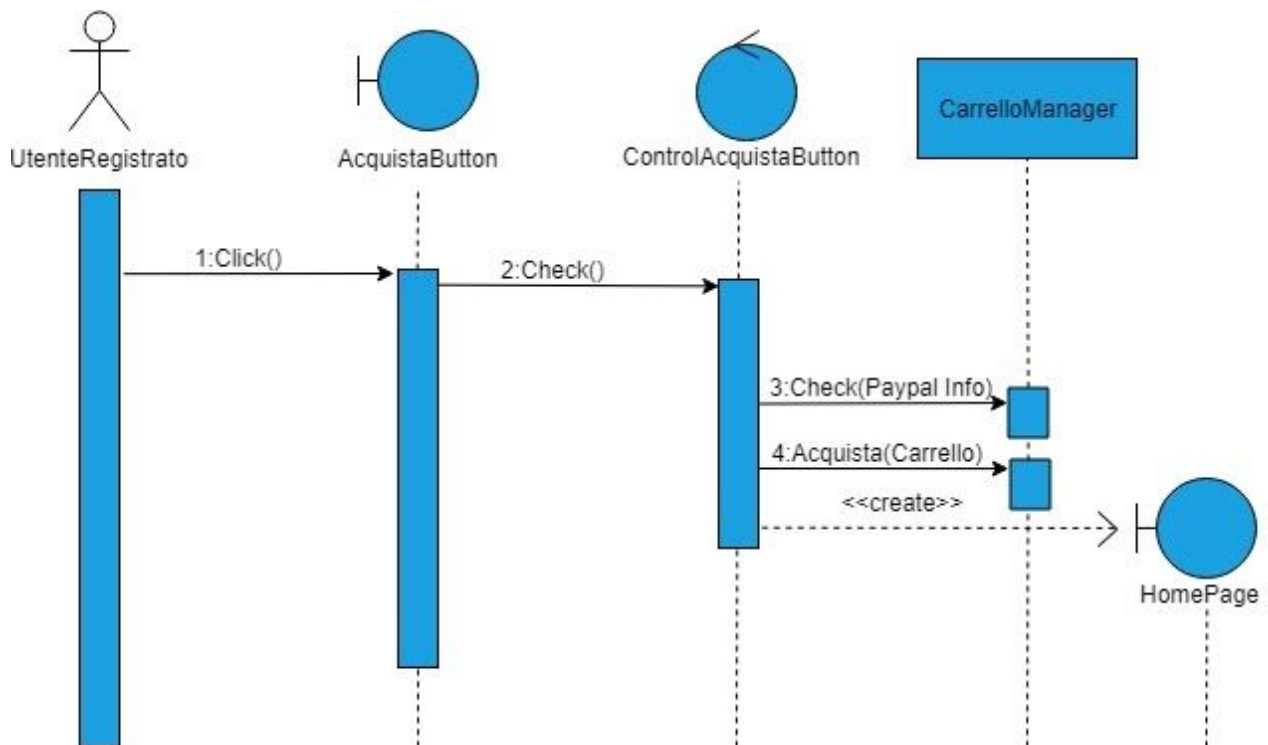 UtenteRegistrato
AcquistaButton
ControlAcquistaButton
CarrelloManager
1:Click()
2:Check()
3:Check(Paypal Info)
4:Acquista(Carrello)
<<create>>
HomePage